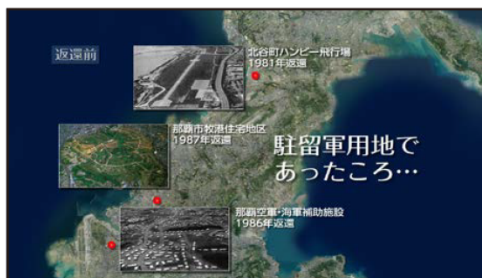 返還前
北谷町ハンビー飛行場
1981年返還
那覇市牧港住宅地区
1987年返還
駐留軍用地で
あったころ…
那覇空軍・海軍補助施設
1986年返還